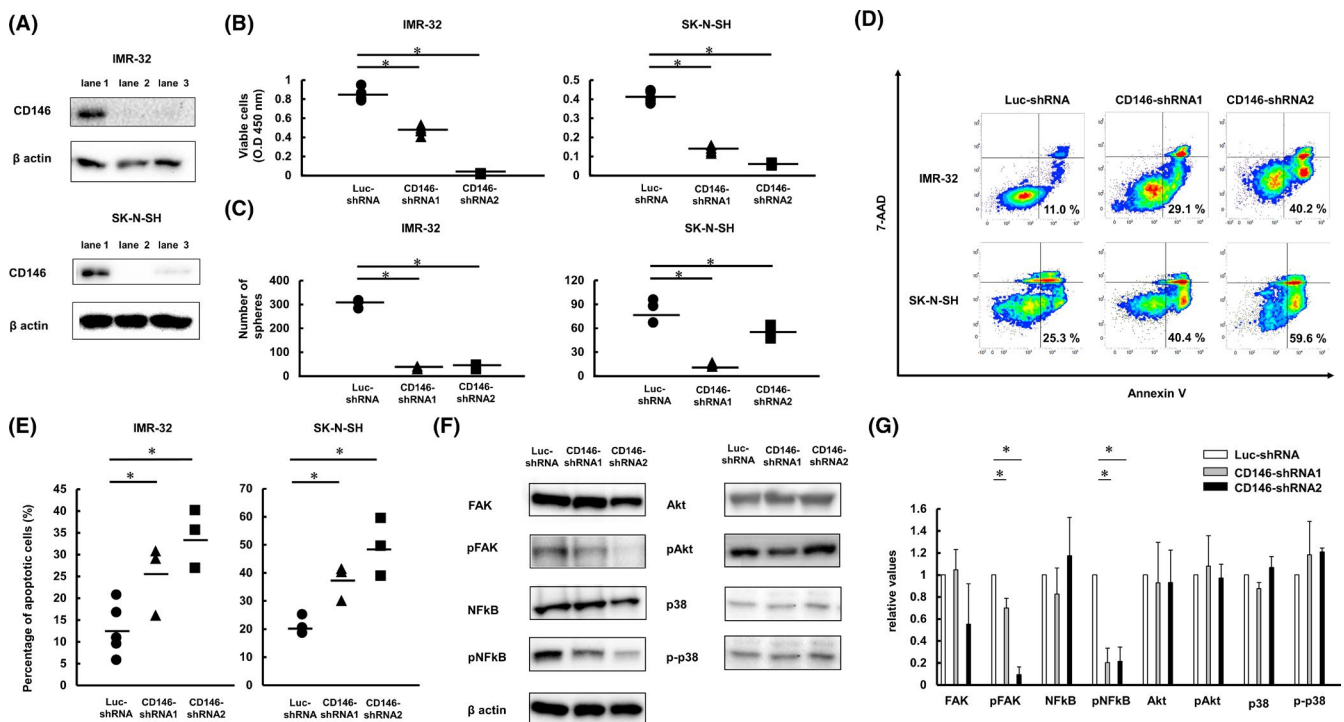 (A)
IMR-32
lane 1 lane 2 lane 3
CD146
β actin
SK-N-SH
lane 1 lane 2 lane 3
CD146
β actin
(B)
IMR-32
* *
Viable cells
(O.D 450 nm)
1
0.8
0.6
0.4
0.2
0
Luc-
shRNA
CD146-
shRNA1
CD146-
shRNA2
SK-N-SH
* *
0.5
0.4
0.3
0.2
0.1
0
Luc-
shRNA
CD146-
shRNA1
CD146-
shRNA2
(C)
IMR-32
* *
Number of
spheres
400
300
200
100
0
Luc-
shRNA
CD146-
shRNA1
CD146-
shRNA2
SK-N-SH
* *
120
90
60
30
0
Luc-
shRNA
CD146-
shRNA1
CD146-
shRNA2
(D)
Luc-shRNA CD146-shRNA1 CD146-shRNA2
7-AAD
IMR-32
11.0 % 29.1 % 40.2 %
SK-N-SH
25.3 % 40.4 % 59.6 %
Annexin V
(E)
IMR-32
* *
Percentage of apoptotic cells (%)
45
40
35
30
25
20
15
10
5
0
Luc-
shRNA
CD146-
shRNA1
CD146-
shRNA2
SK-N-SH
* *
70
60
50
40
30
20
10
0
Luc-
shRNA
CD146-
shRNA1
CD146-
shRNA2
(F)
Luc-
shRNA
CD146-
shRNA1
CD146-
shRNA2
FAK
pFAK
NFkB
pNFkB
β actin
Luc-
shRNA
CD146-
shRNA1
CD146-
shRNA2
Akt
pAkt
p38
p-p38
(G)
* *
* *
Luc-shRNA
CD146-shRNA1
CD146-shRNA2
relative values
1.6
1.4
1.2
1
0.8
0.6
0.4
0.2
0
FAK pFAK NFkB pNFkB Akt pAkt p38 p-p38